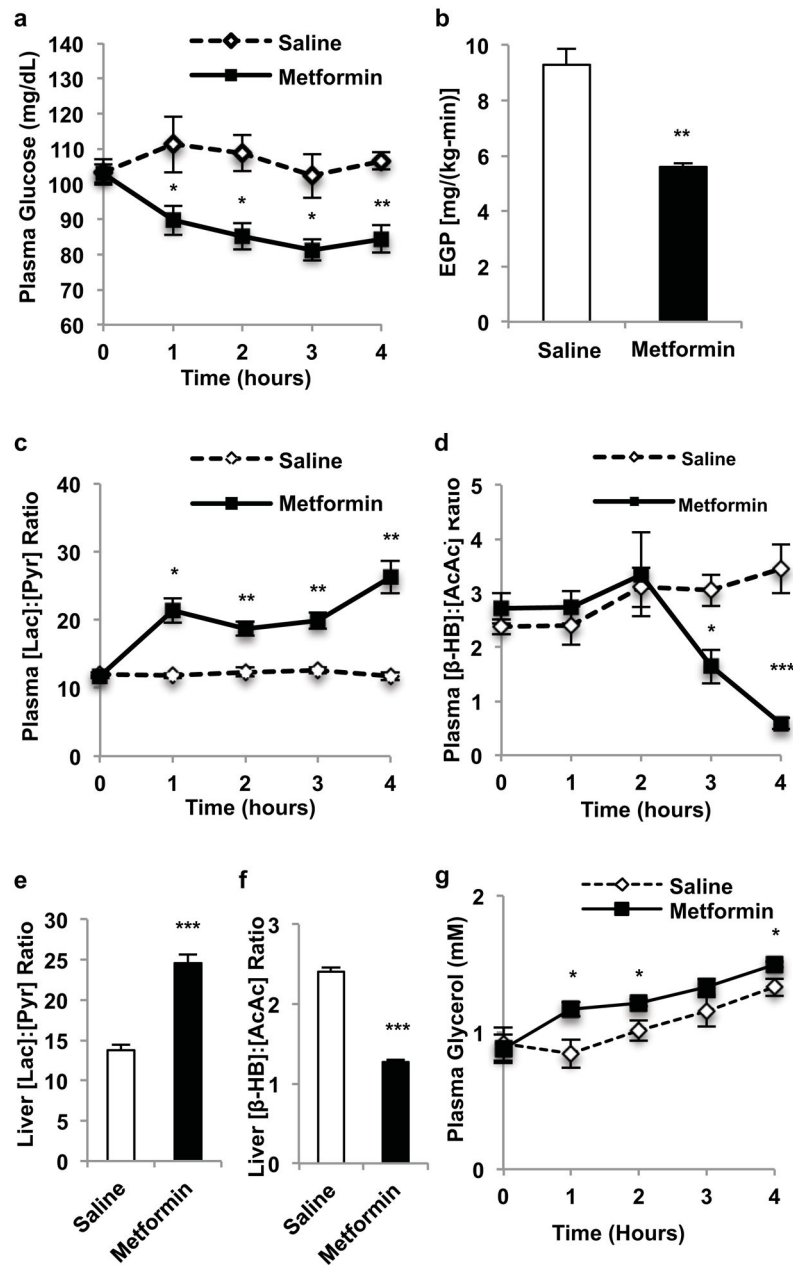 a
Saline
Metformin
Plasma Glucose (mg/dL)
140
130
120
110
100
90
80
70
60
*
*
*
**
0 1 2 3 4
Time (hours)
b
EGP [mg/(kg-min)]
10
8
6
4
2
0
**
Saline Metformin
c
Saline
Metformin
Plasma [Lac]:[Pyr] Ratio
40
30
20
10
0
*
**
**
**
0 1 2 3 4
Time (hours)
d
Saline
Metformin
Plasma [β-HB]:[AcAc] Ratio
5
4
3
2
1
0
*
***
0 1 2 3 4
Time (hours)
e
Liver [Lac]:[Pyr] Ratio
30
25
20
15
10
5
0
***
Saline
Metformin
f
Liver [β-HB]:[AcAc] Ratio
3
2
1
0
***
Saline
Metformin
g
Saline
Metformin
Plasma Glycerol (mM)
2
1
0
*
*
*
0 1 2 3 4
Time (Hours)